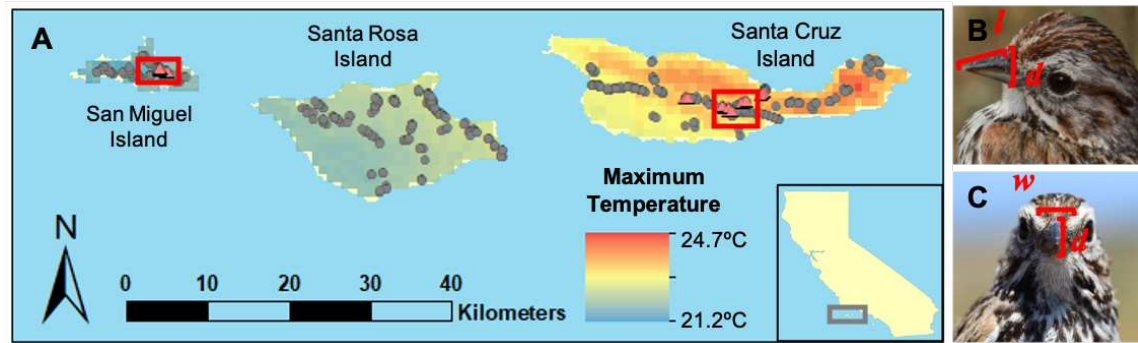 A
Santa Rosa
Island
Santa Cruz
Island
San Miguel
Island
Maximum
Temperature
24.7ºC
21.2ºC
N
0 10 20 30 40
Kilometers
B
l
d
C
w
d